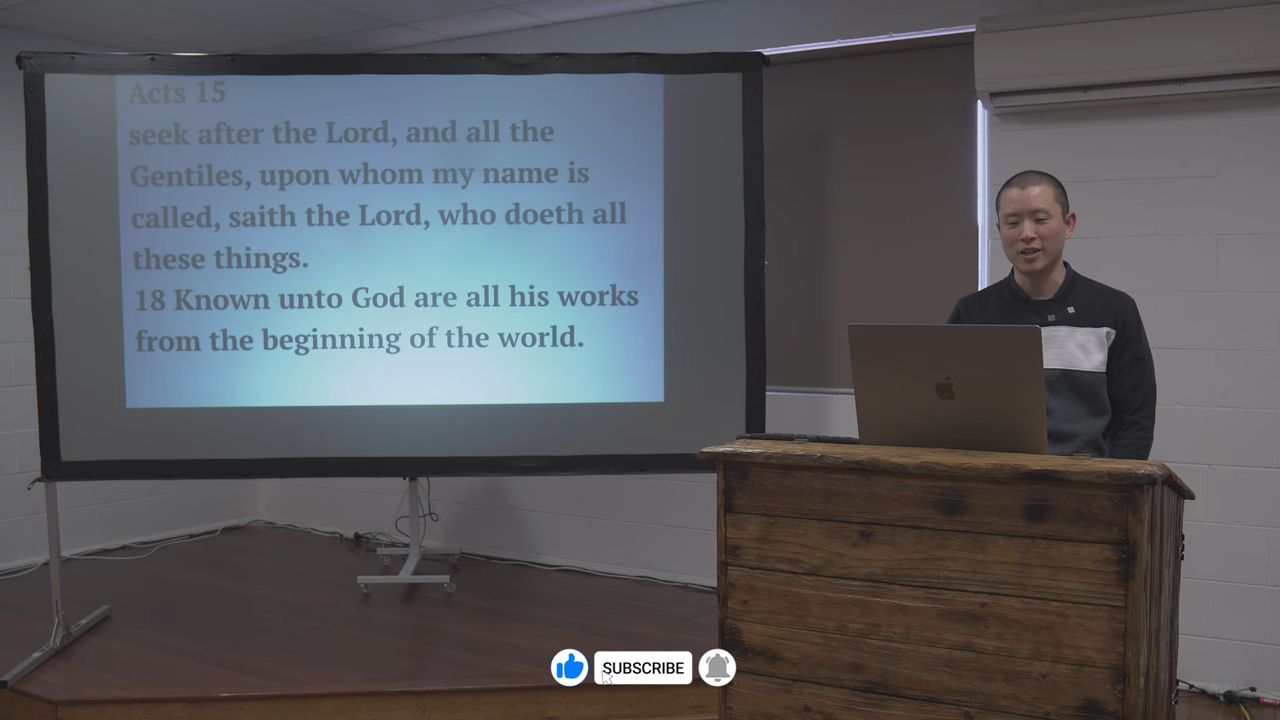 Acts 15
seek after the Lord, and all the
Gentiles, upon whom my name is
called, saith the Lord, who doeth all
these things.
18 Known unto God are all his works
from the beginning of the world.
SUBSCRIBE